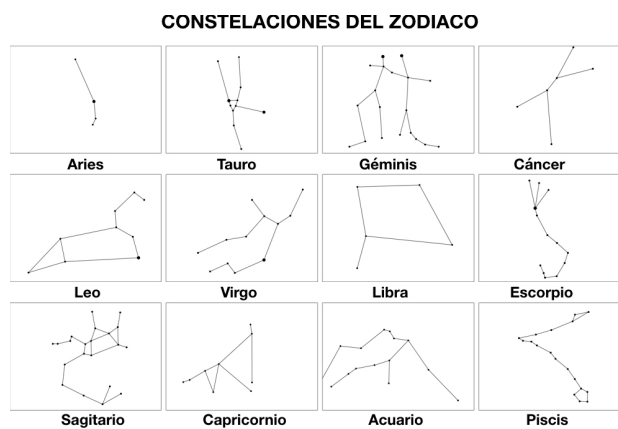 CONSTELACIONES DEL ZODIACO
Aries
Tauro
Géminis
Cáncer
Leo
Virgo
Libra
Escorpio
Sagitario
Capricornio
Acuario
Piscis